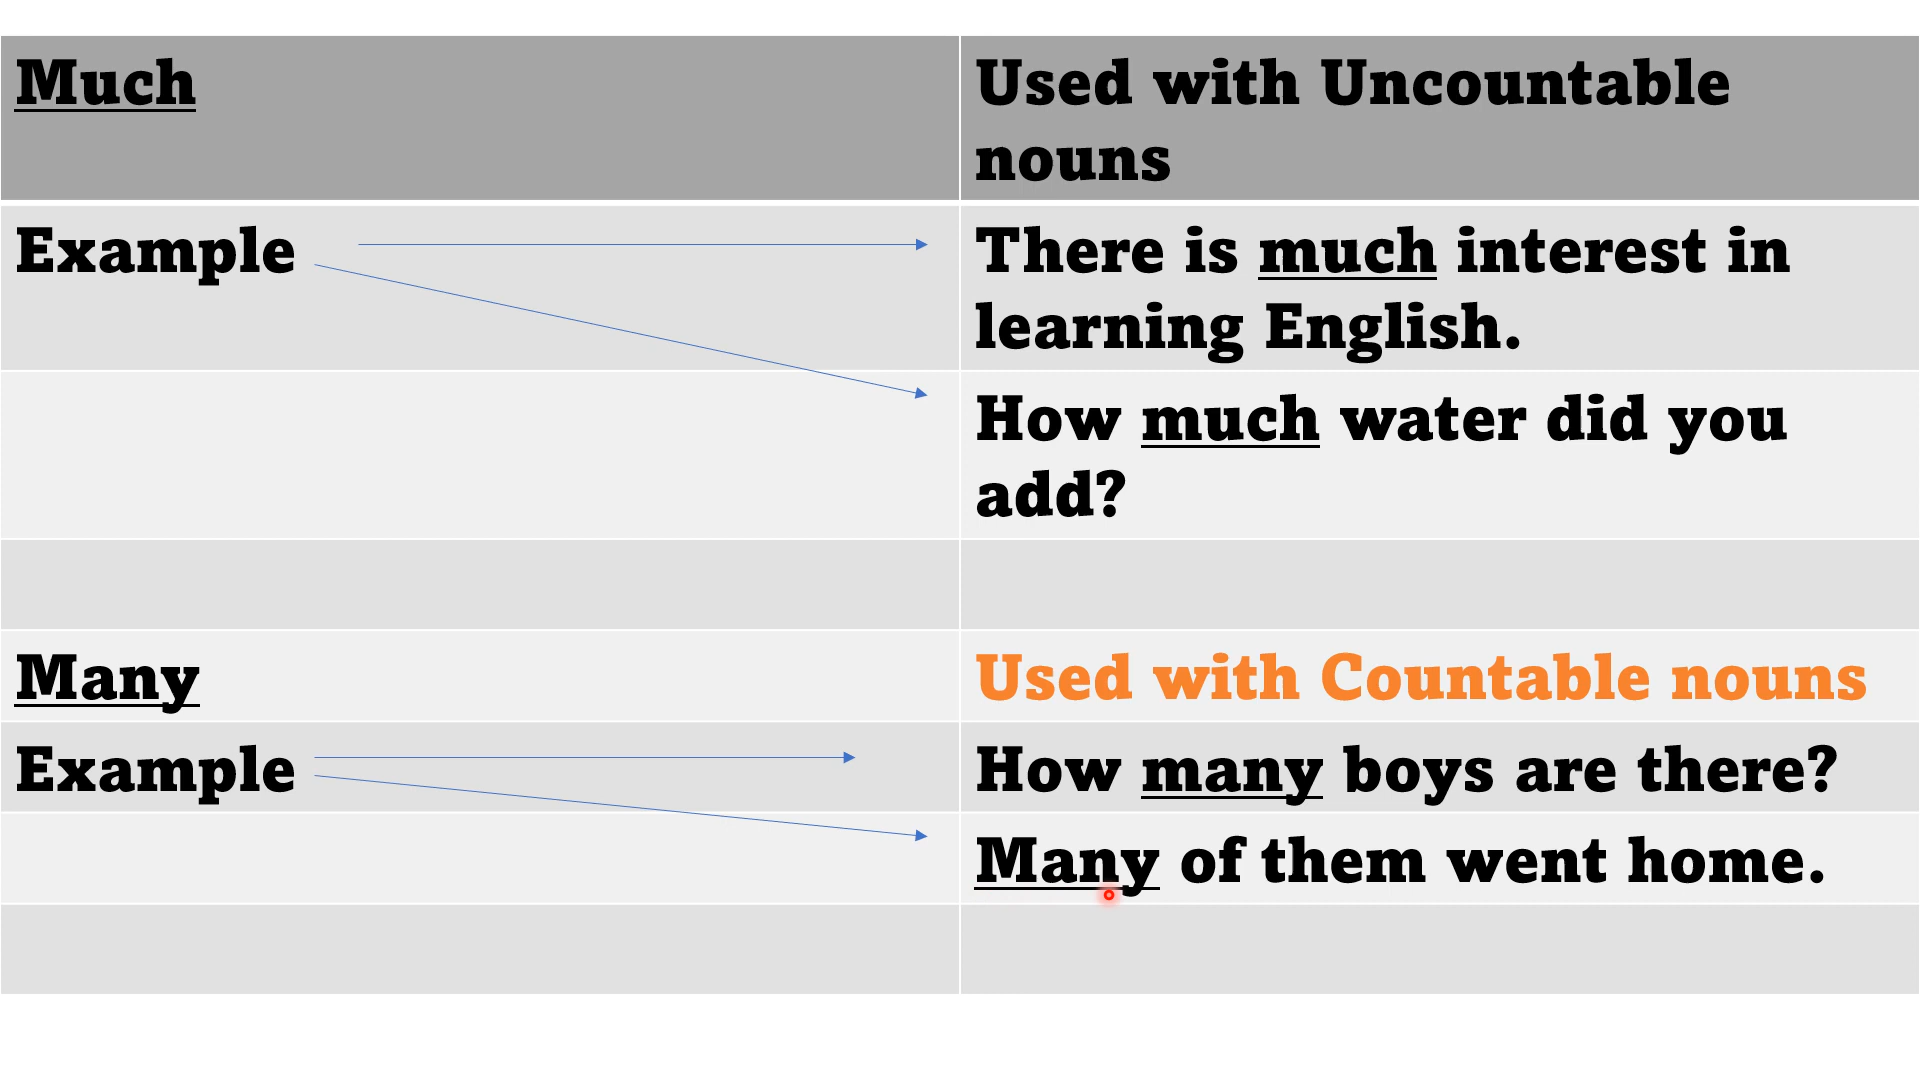 Much
Used with Uncountable
nouns
Example
There is much interest in
learning English.
How much water did you
add?
Many
Used with Countable nouns
Example
How many boys are there?
Many of them went home.